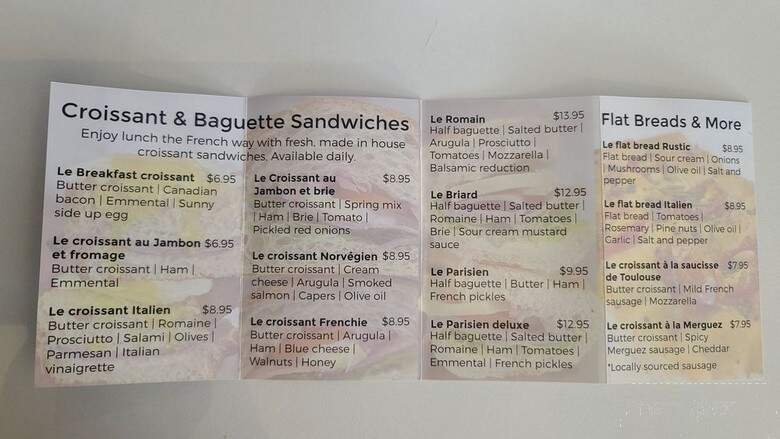 Croissant & Baguette Sandwiches
Enjoy lunch the French way with fresh, made in house
croissant sandwiches. Available daily.
Le Breakfast croissant $6.95
Butter croissant | Canadian
bacon | Emmental | Sunny
side up egg
Le croissant au Jambon $6.95
et fromage
Butter croissant | Ham |
Emmental
Le croissant Italien $8.95
Butter croissant | Romaine |
Prosciutto | Salami | Olives |
Parmesan | Italian
vinaigrette
Le Croissant au $8.95
Jambon et brie
Butter croissant | Spring mix
| Ham | Brie | Tomato |
Pickled red onions
Le croissant Norvégien $8.95
Butter croissant | Cream
cheese | Arugula | Smoked
salmon | Capers | Olive oil
Le croissant Frenchie $8.95
Butter croissant | Arugula |
Ham | Blue cheese |
Walnuts | Honey
Le Romain $13.95
Half baguette | Salted butter |
Arugula | Prosciutto |
Tomatoes | Mozzarella |
Balsamic reduction
Le Briard $12.95
Half baguette | Salted butter |
Romaine | Ham | Tomatoes |
Brie | Sour cream mustard
sauce
Le Parisien $9.95
Half baguette | Butter | Ham |
French pickles
Le Parisien deluxe $12.95
Half baguette | Salted butter |
Romaine | Ham | Tomatoes |
Emmental | French pickles
Flat Breads & More
Le flat bread Rustic $8.95
Flat bread | Sour cream | Onions
| Mushrooms | Olive oil | Salt and
pepper
Le flat bread Italien $8.95
Flat bread | Tomatoes |
Rosemary | Pine nuts | Olive oil |
Garlic | Salt and pepper
Le croissant à la saucisse $7.95
de Toulouse
Butter croissant | Mild French
sausage | Mozzarella
Le croissant à la Merguez $7.95
Butter croissant | Spicy
Merguez sausage | Cheddar
*Locally sourced sausage